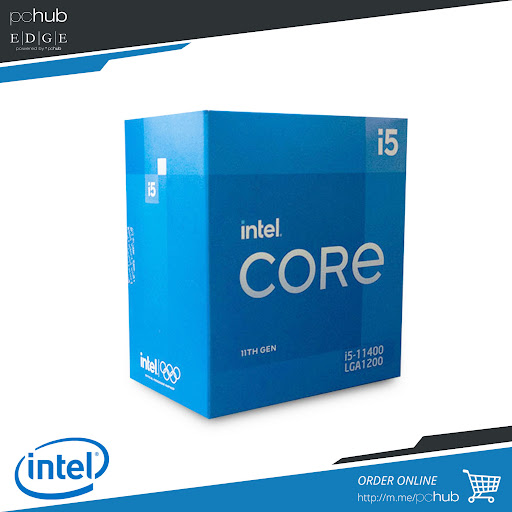 pchub
E|D|G|E
powered by *pchub
i5
i5
intel.
CORe
11TH GEN
i5-11400
LGA1200
intel
intel
ORDER ONLINE
http://m.me/pchub